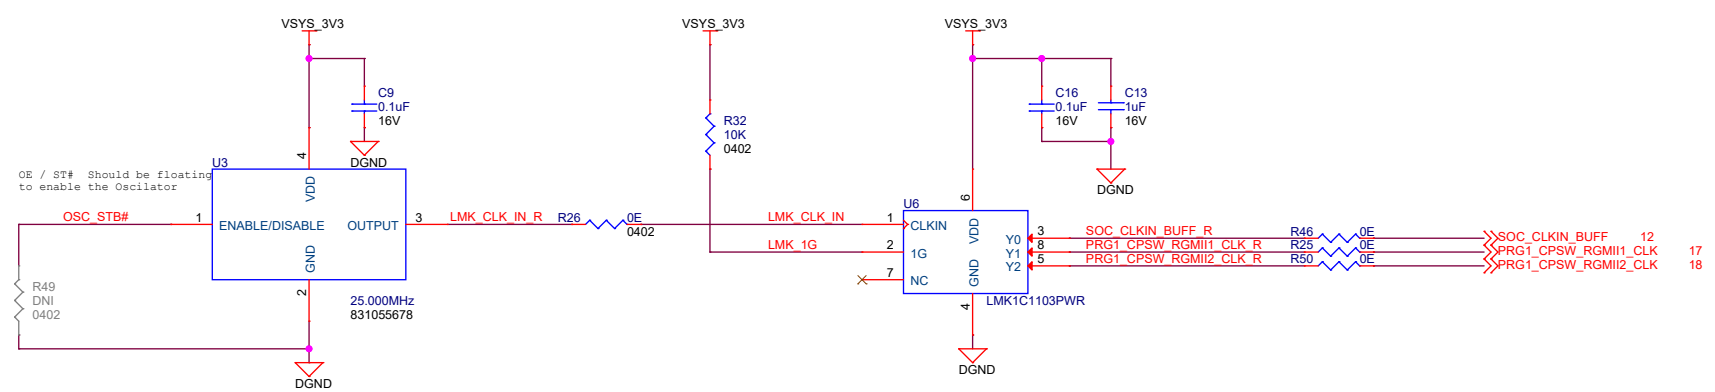 VSYS_3V3
VSYS_3V3
VSYS_3V3
C9
0.1uF
16V
DGND
R32
10K
0402
C16
0.1uF
16V
C13
1uF
16V
DGND
OE / ST#  Should be floating
to enable the Oscilator
U3
4
VDD
OSC_STB#
1
ENABLE/DISABLE
OUTPUT
3
GND
2
25.000MHz
831055678
LMK_CLK_IN_R
R26
0E
0402
LMK_CLK_IN
LMK_1G
U6
6
VDD
1
CLKIN
2
1G
7
NC
GND
4
Y0
Y1
Y2
3
8
5
LMK1C1103PWR
SOC_CLKIN_BUFF_R
R46
0E
SOC_CLKIN_BUFF
12
PRG1_CPSW_RGMII1_CLK_R
R25
0E
PRG1_CPSW_RGMII1_CLK
17
PRG1_CPSW_RGMII2_CLK_R
R50
0E
PRG1_CPSW_RGMII2_CLK
18
R49
DNI
0402
DGND
DGND